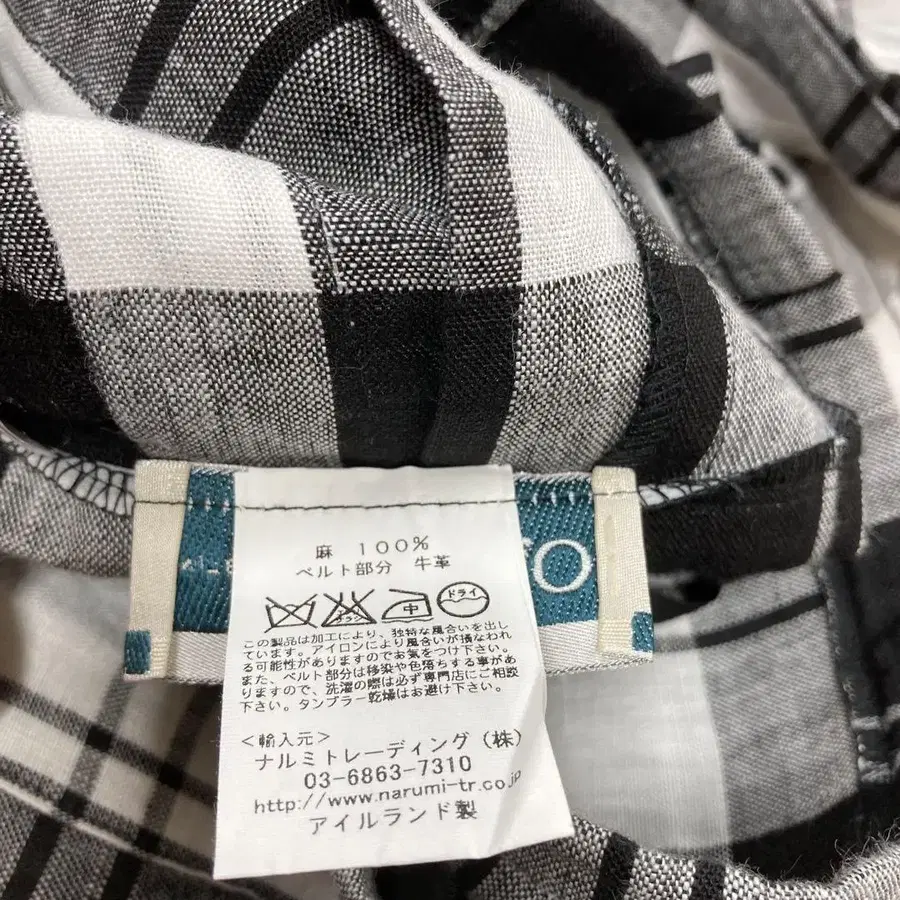 麻 100%
ベルト部分 牛革
エンソ
サラシ
中
ドライ
この製品は加工により、独特な風合いを出し
ています。アイロンにより風合いが損なわれ
る可能性がありますのでお気をつけ下さい。
また、ベルト部分は移染や色落ちする事があ
りますので、洗濯の際は必ず専門店にご相談
下さい。タンブラー乾燥はお避け下さい。
<輸入元>
ナルミトレーディング(株)
03-6863-7310
http://www.narumi-tr.co.jp
アイルランド製
O